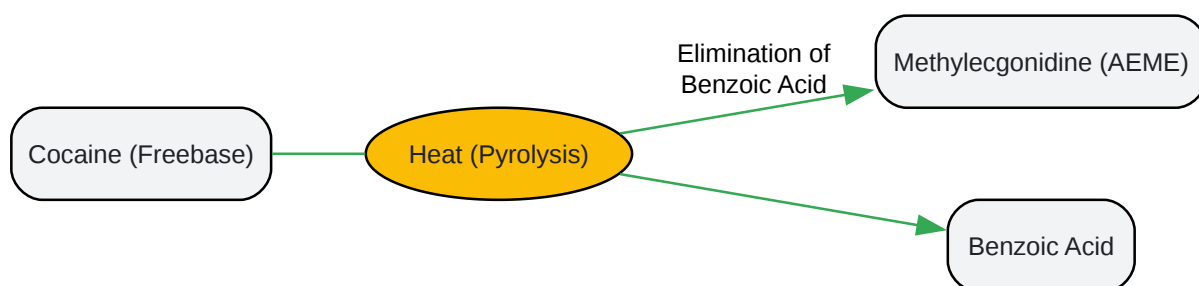 Elimination of
Benzoic Acid
Methylecgonidine (AEME)
Cocaine (Freebase)
Heat (Pyrolysis)
Benzoic Acid